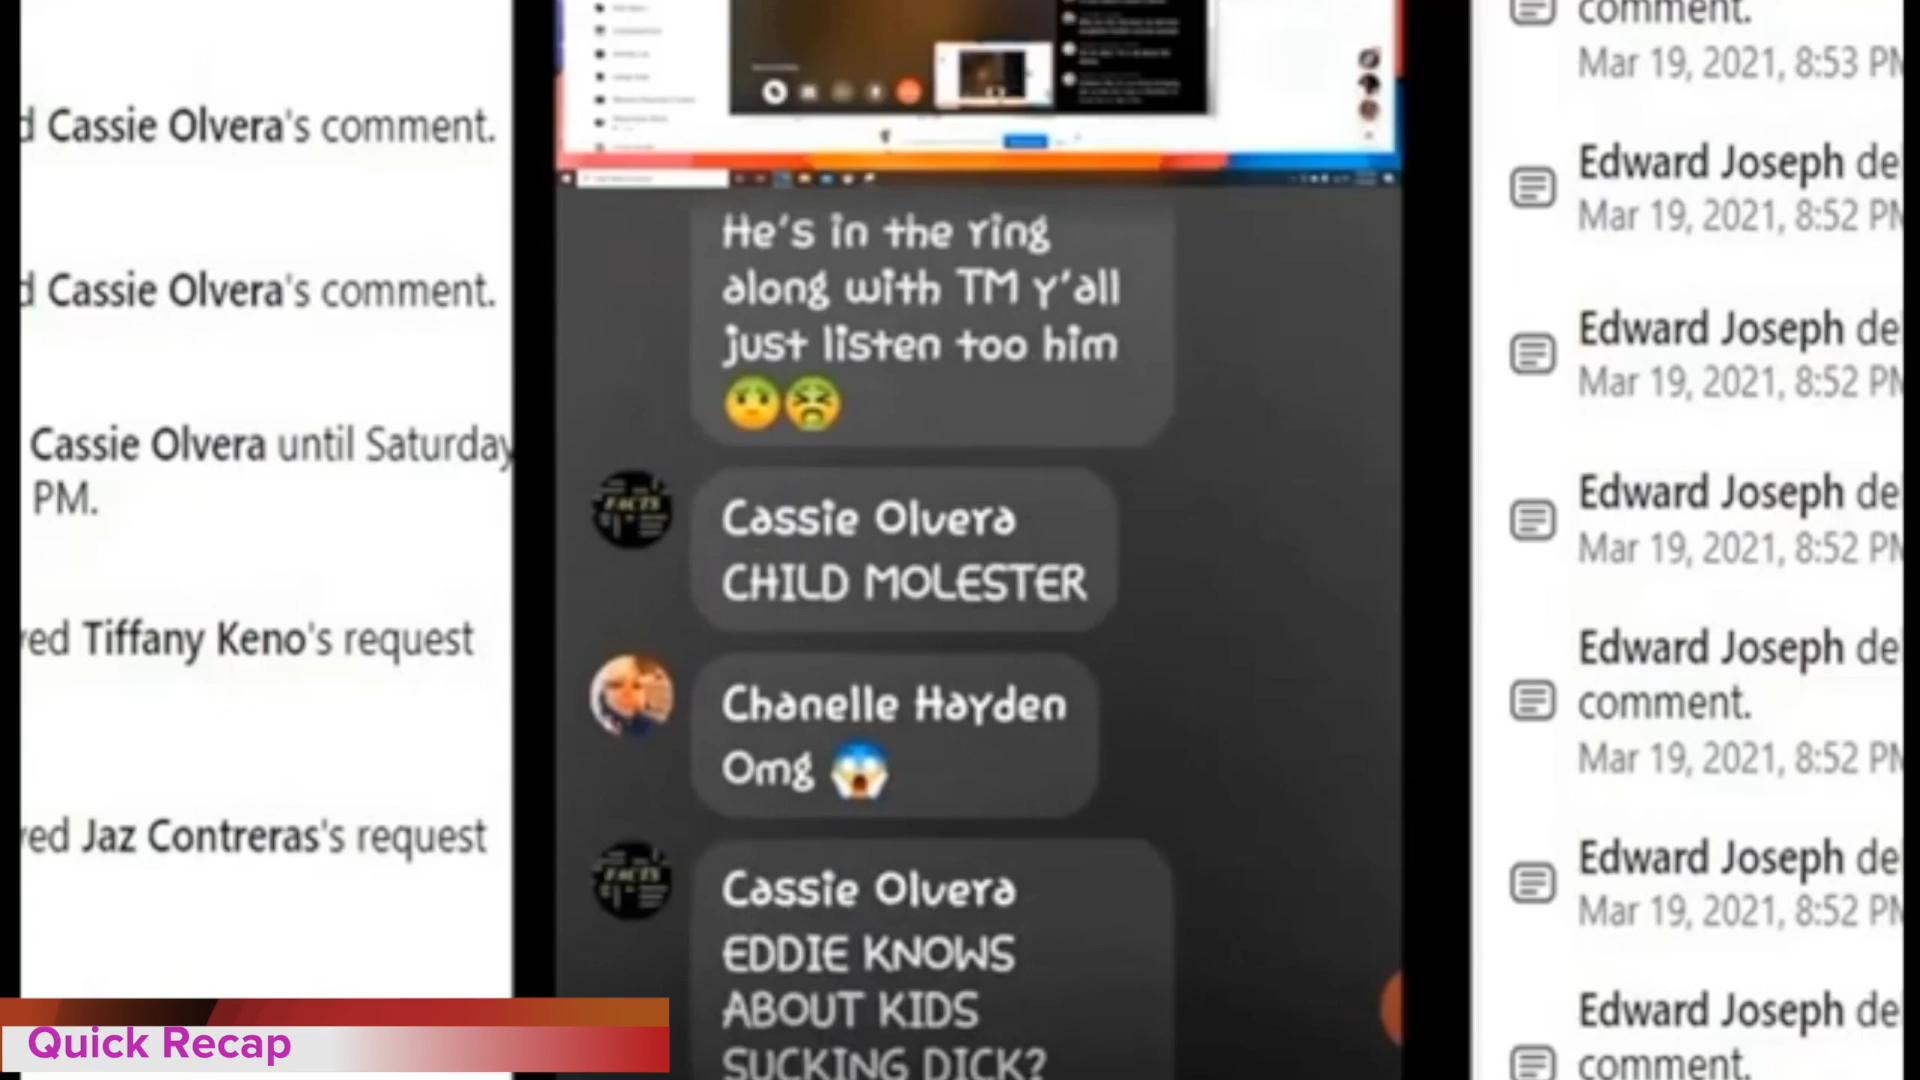 d Cassie Olvera's comment.
d Cassie Olvera's comment.
Cassie Olvera until Saturday
PM.
ved Tiffany Keno's request
ved Jaz Contreras's request
He's in the ring
along with TM y'all
just listen too him
FACTS
Cassie Olvera
CHILD MOLESTER
Chanelle Hayden
Omg
FACTS
Cassie Olvera
EDDIE KNOWS
ABOUT KIDS
SUCKING DICK?
comment.
Mar 19, 2021, 8:53 PM
Edward Joseph de
Mar 19, 2021, 8:52 PM
Edward Joseph de
Mar 19, 2021, 8:52 PM
Edward Joseph de
Mar 19, 2021, 8:52 PM
Edward Joseph de
comment.
Mar 19, 2021, 8:52 PM
Edward Joseph de
Mar 19, 2021, 8:52 PM
Edward Joseph de
comment.
Quick Recap